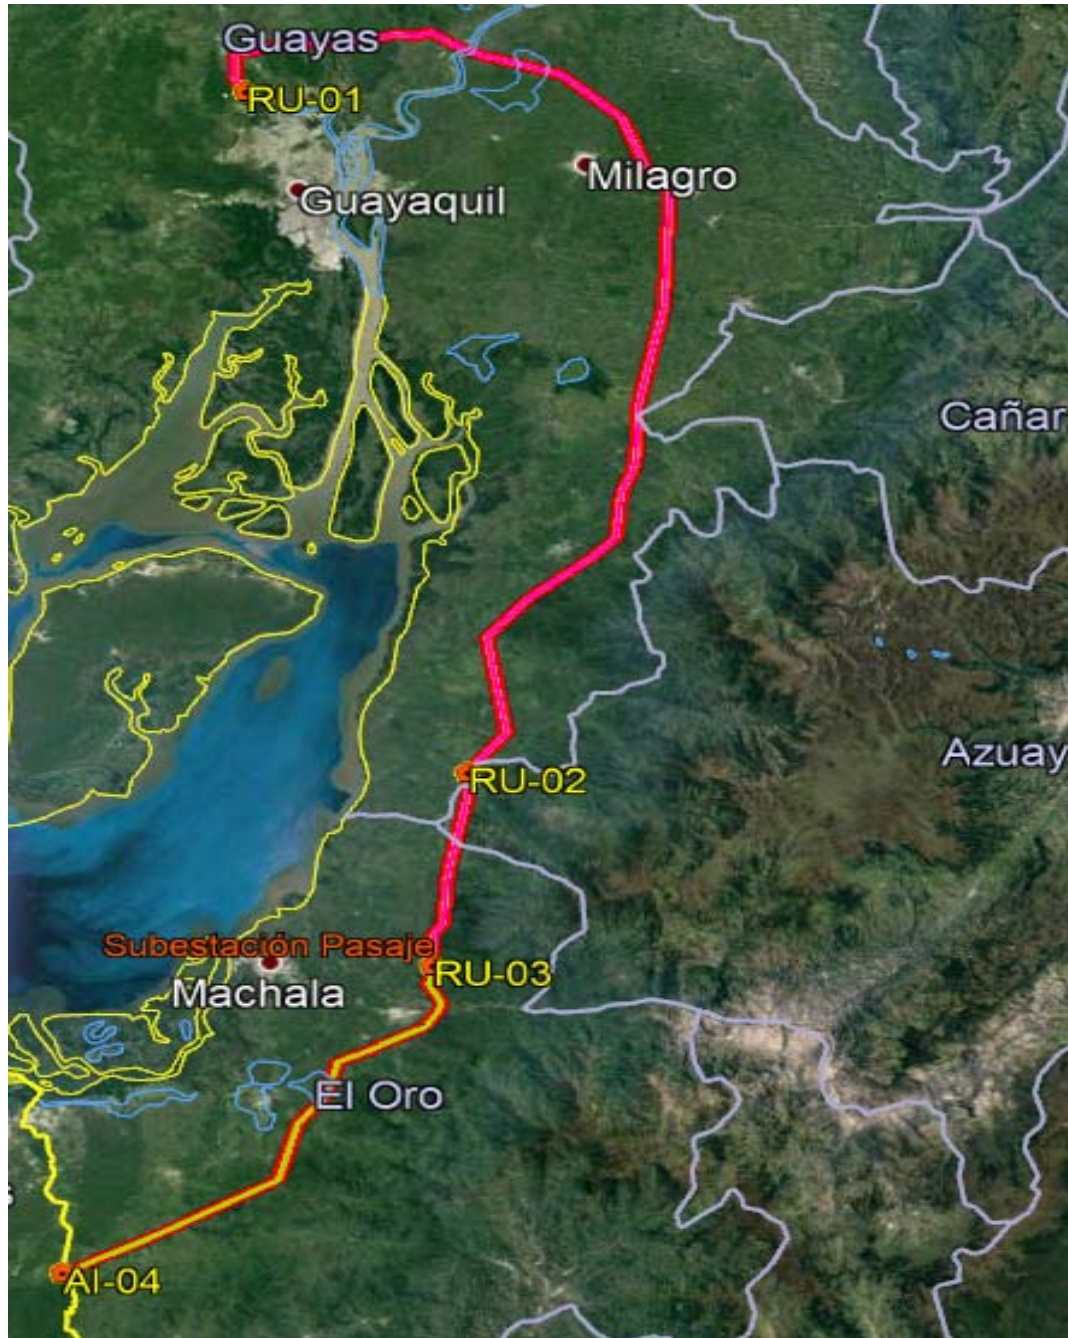 Guayas
RU-01
Milagro
Guayaquil
Cañar
Azuay
RU-02
Subestación Pasaje
RU-03
Machala
El Oro
AI-04